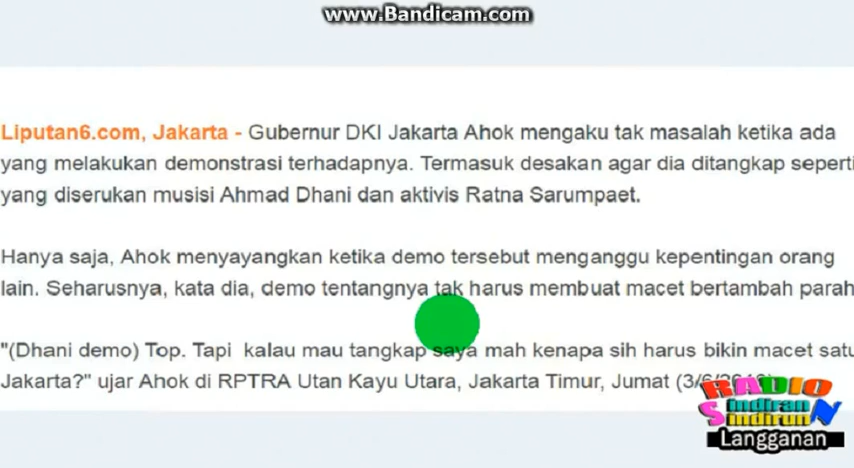 www.Bandicam.com
Liputan6.com, Jakarta - Gubernur DKI Jakarta Ahok mengaku tak masalah ketika ada
yang melakukan demonstrasi terhadapnya. Termasuk desakan agar dia ditangkap seperti
yang diserukan musisi Ahmad Dhani dan aktivis Ratna Sarumpaet.
Hanya saja, Ahok menyayangkan ketika demo tersebut menganggu kepentingan orang
lain. Seharusnya, kata dia, demo tentangnya tak harus membuat macet bertambah parah
"(Dhani demo) Top. Tapi kalau mau tangkap saya mah kenapa sih harus bikin macet satu
Jakarta?" ujar Ahok di RPTRA Utan Kayu Utara, Jakarta Timur, Jumat
RADIO
Sindiran
Sindirun
Langganan